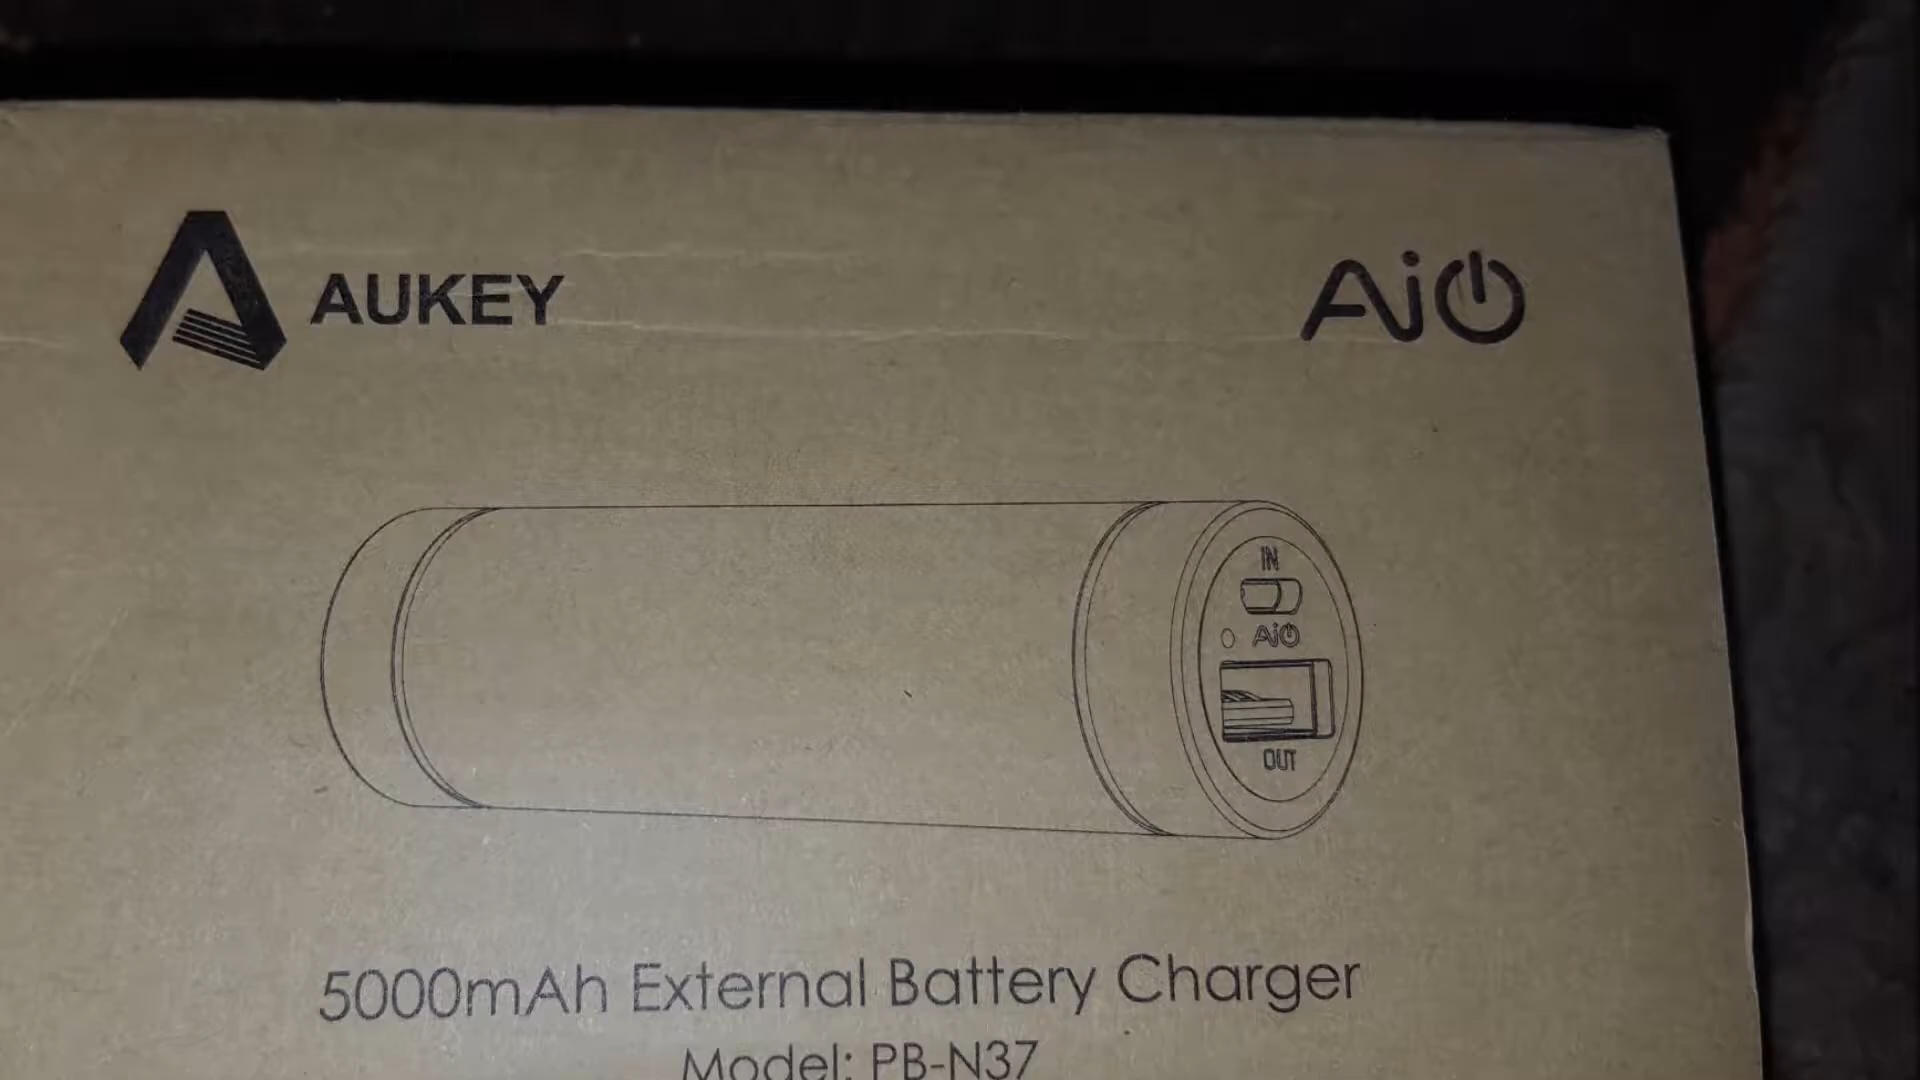 AUKEY
AiO
IN
AiO
OUT
5000mAh External Battery Charger
Model: PB-N37